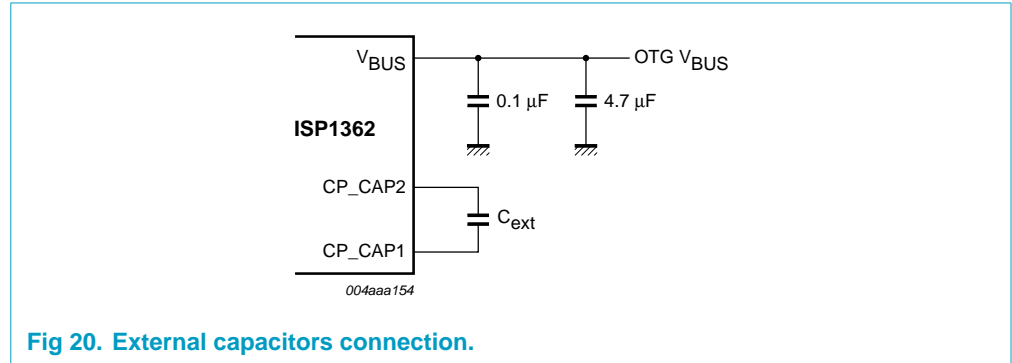 VBUS
OTG VBUS
0.1 μF
4.7 μF
ISP1362
CP_CAP2
Cext
CP_CAP1
004aaa154
Fig 20. External capacitors connection.